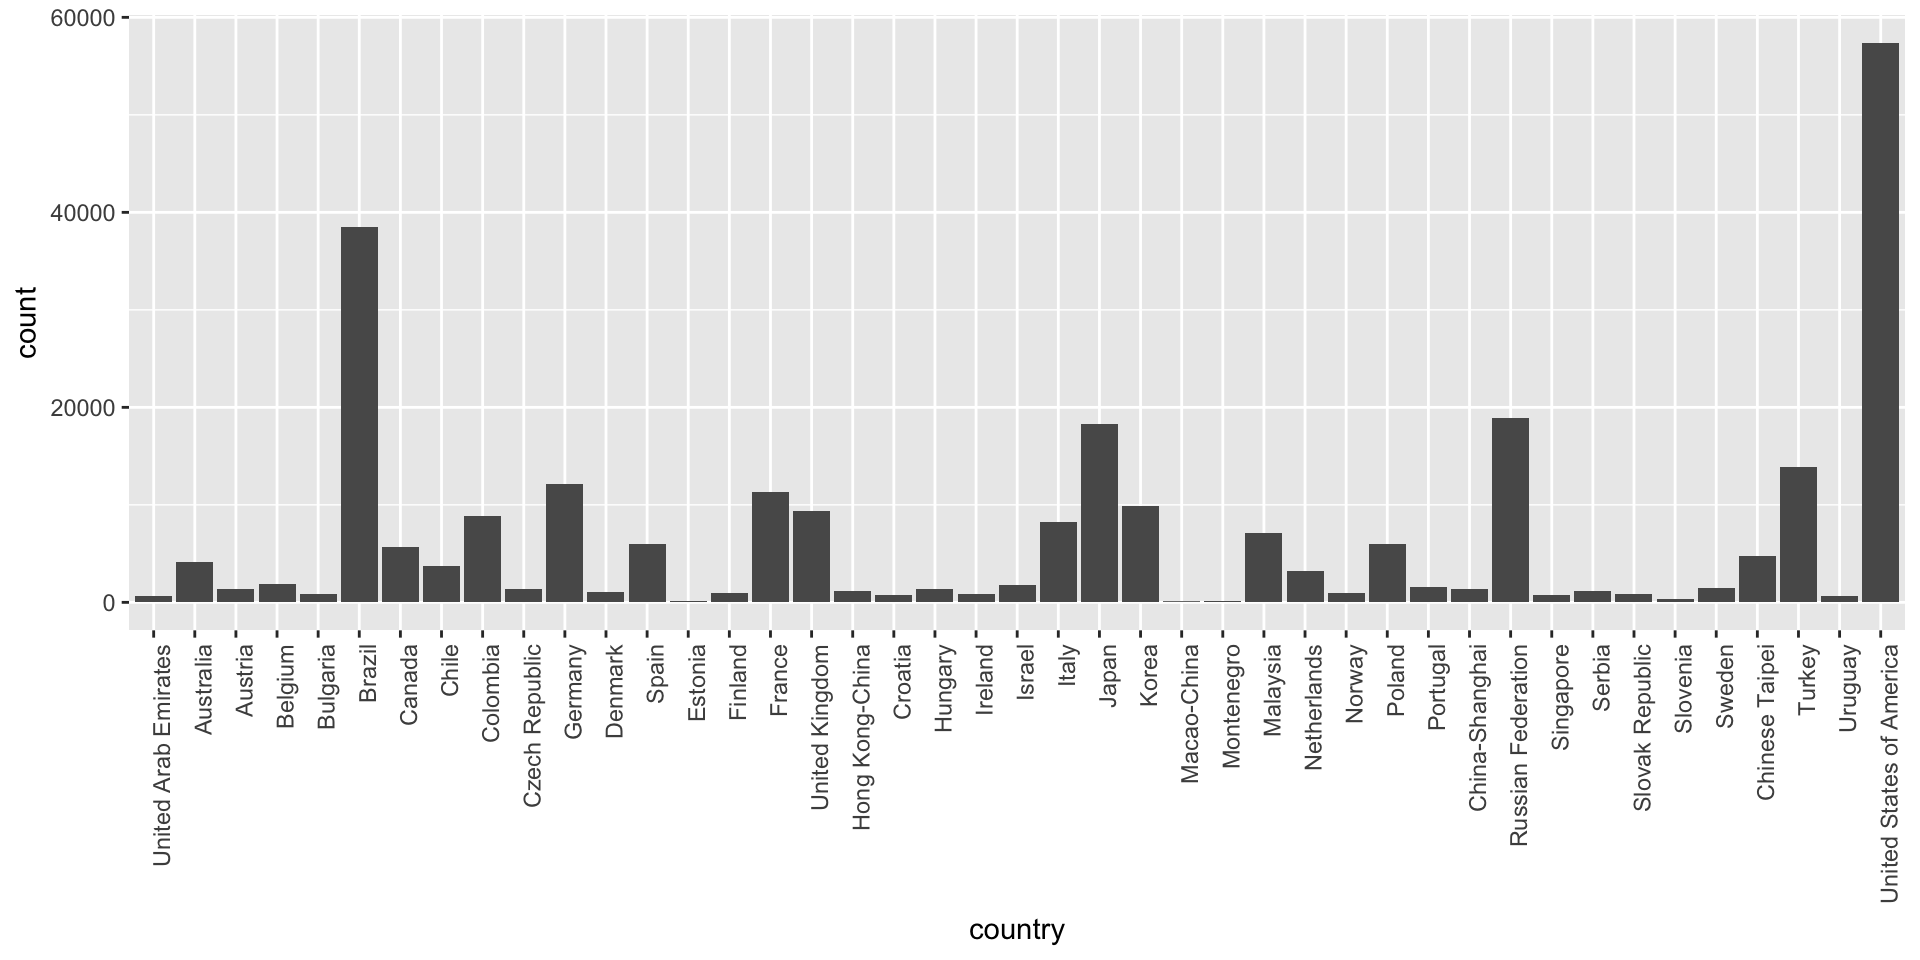 60000
40000
20000
0
count
United Arab Emirates
Australia
Austria
Belgium
Bulgaria
Brazil
Canada
Chile
Colombia
Czech Republic
Germany
Denmark
Spain
Estonia
Finland
France
United Kingdom
Hong Kong-China
Croatia
Hungary
Ireland
Israel
Italy
Japan
Korea
Macao-China
Montenegro
Malaysia
Netherlands
Norway
Poland
Portugal
China-Shanghai
Russian Federation
Singapore
Serbia
Slovak Republic
Slovenia
Sweden
Chinese Taipei
Turkey
Uruguay
United States of America
country